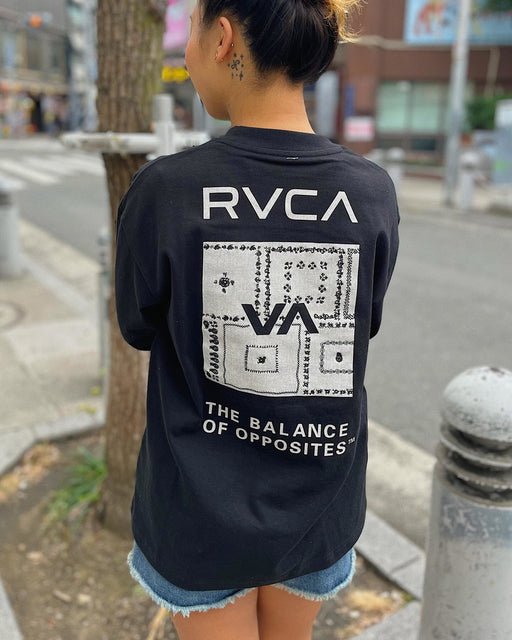 RVCA
VA
THE BALANCE
OF OPPOSITES™